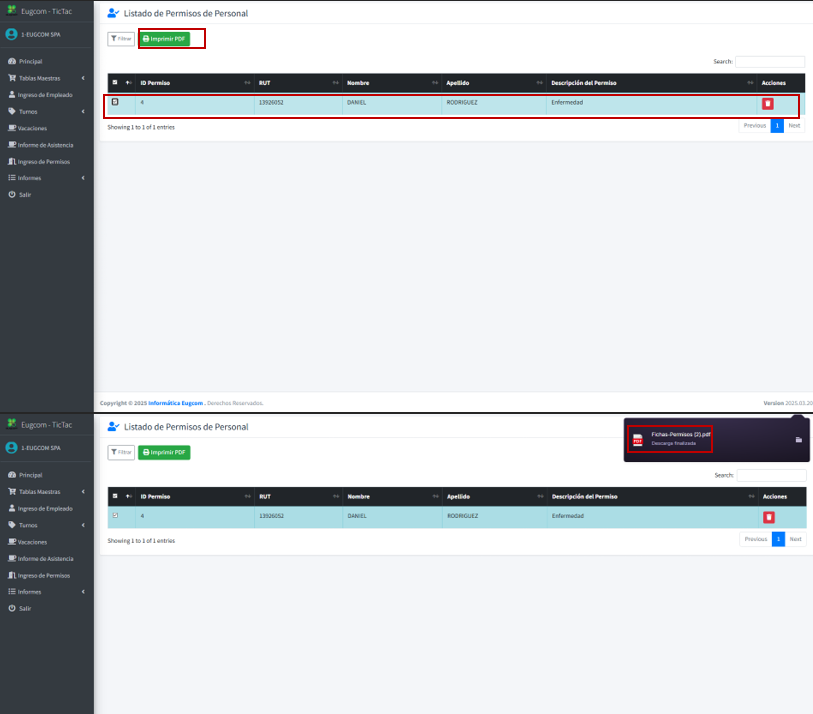 Eugcom - TicTac
1-EUGCOM SPA
Principal
Tablas Maestras
Ingreso de Empleado
Turnos
Vacaciones
Informe de Asistencia
Ingreso de Permisos
Informes
Salir
Listado de Permisos de Personal
Filtrar Imprimir PDF
Search:
ID Permiso RUT Nombre Apellido Descripción del Permiso Acciones
4 13926052 DANIEL RODRIGUEZ Enfermedad
Showing 1 to 1 of 1 entries
Previous 1 Next
Copyright © 2025 Informática Eugcom . Derechos Reservados.
Version 2025.03.20
Eugcom - TicTac
1-EUGCOM SPA
Principal
Tablas Maestras
Ingreso de Empleado
Turnos
Vacaciones
Informe de Asistencia
Ingreso de Permisos
Informes
Salir
Listado de Permisos de Personal
Filtrar Imprimir PDF
PDF
Fichas-Permisos (2).pdf
Descarga finalizada
Search:
ID Permiso RUT Nombre Apellido Descripción del Permiso Acciones
4 13926052 DANIEL RODRIGUEZ Enfermedad
Showing 1 to 1 of 1 entries
Previous 1 Next